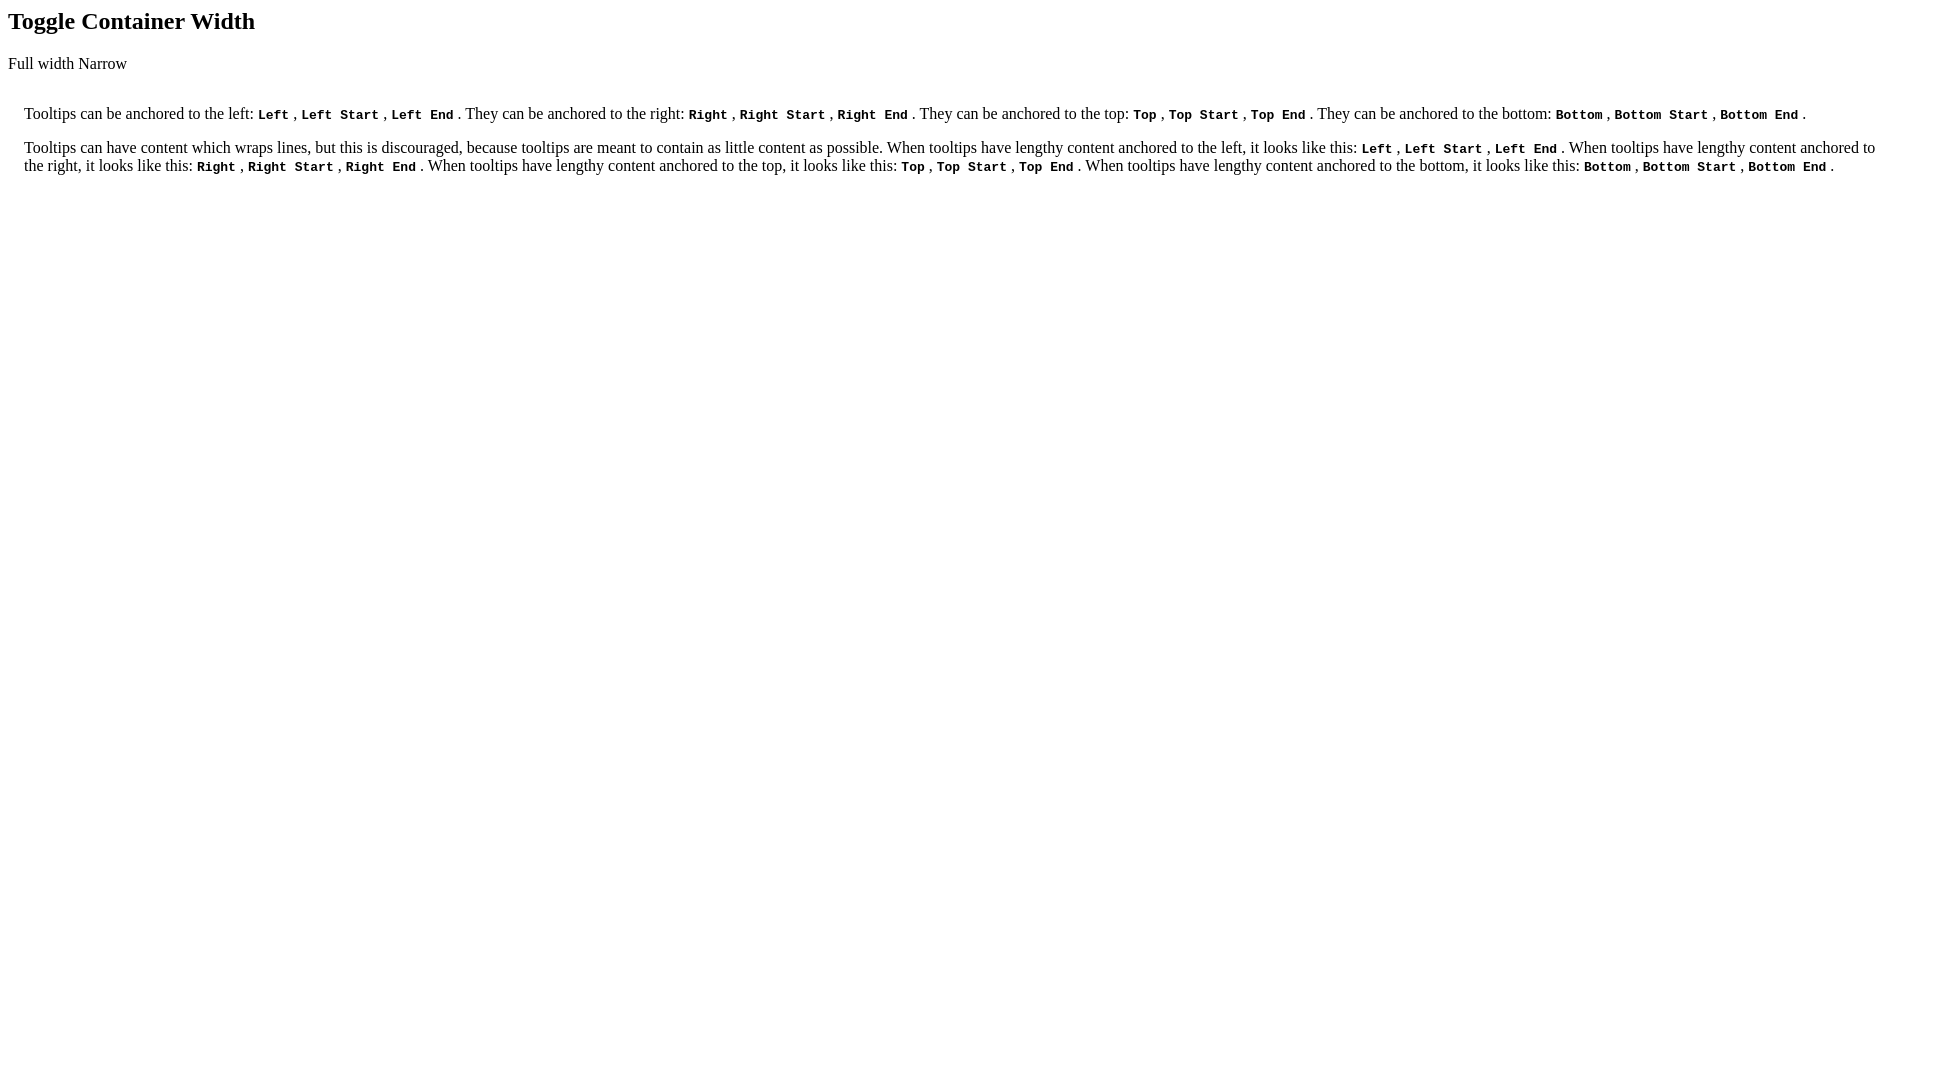 Toggle Container Width
Full width Narrow
Tooltips can be anchored to the left: Left , Left Start , Left End . They can be anchored to the right: Right , Right Start , Right End . They can be anchored to the top: Top , Top Start , Top End . They can be anchored to the bottom: Bottom , Bottom Start , Bottom End .
Tooltips can have content which wraps lines, but this is discouraged, because tooltips are meant to contain as little content as possible. When tooltips have lengthy content anchored to the left, it looks like this: Left , Left Start , Left End . When tooltips have lengthy content anchored to
the right, it looks like this: Right , Right Start , Right End . When tooltips have lengthy content anchored to the top, it looks like this: Top , Top Start , Top End . When tooltips have lengthy content anchored to the bottom, it looks like this: Bottom , Bottom Start , Bottom End .